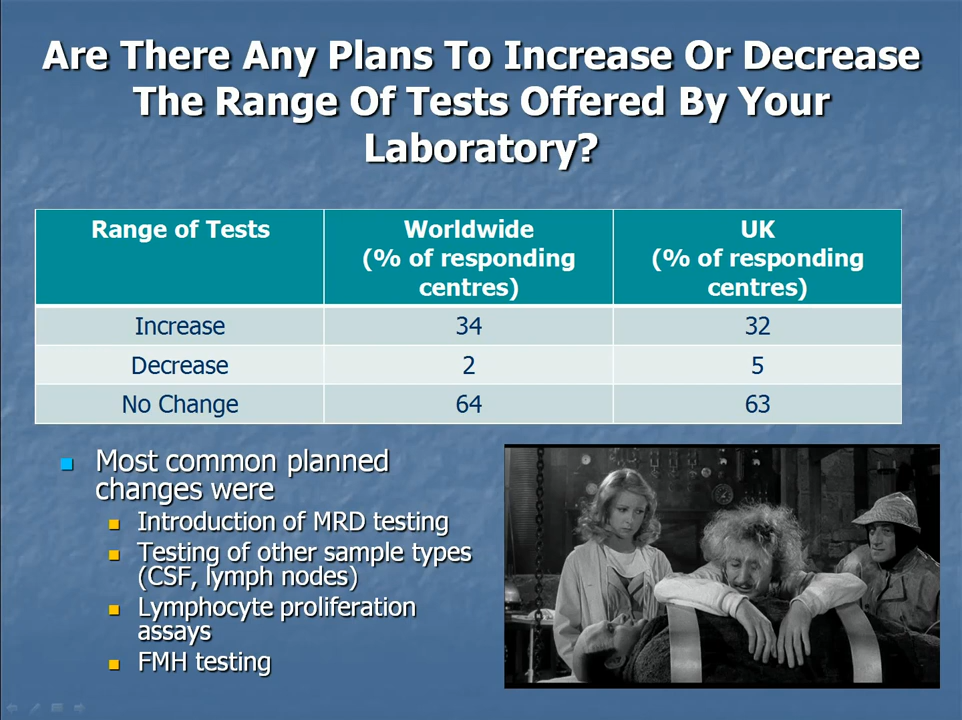 Are There Any Plans To Increase Or Decrease
The Range Of Tests Offered By Your
Laboratory?
Range of Tests
Worldwide
(% of responding
centres)
UK
(% of responding
centres)
Increase 34 32
Decrease 2 5
No Change 64 63
Most common planned
changes were
Introduction of MRD testing
Testing of other sample types
(CSF, lymph nodes)
Lymphocyte proliferation
assays
FMH testing